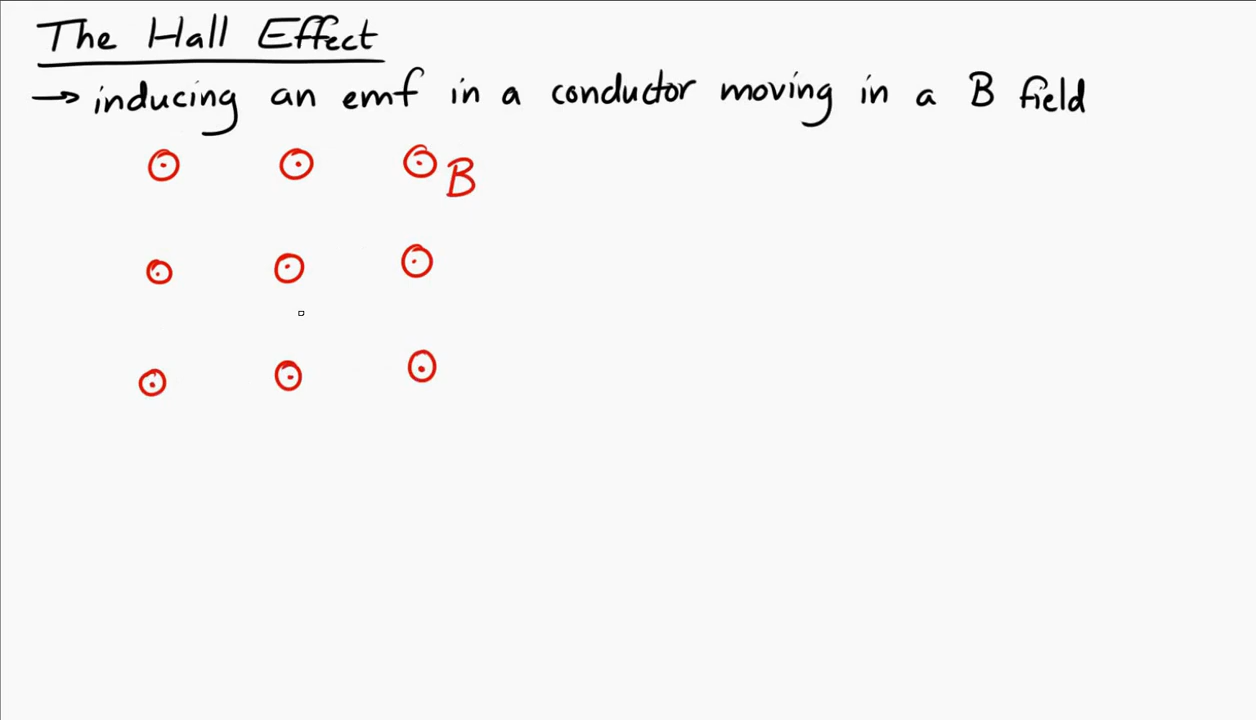 The Hall Effect
→ inducing an emf in a conductor moving in a B field
B